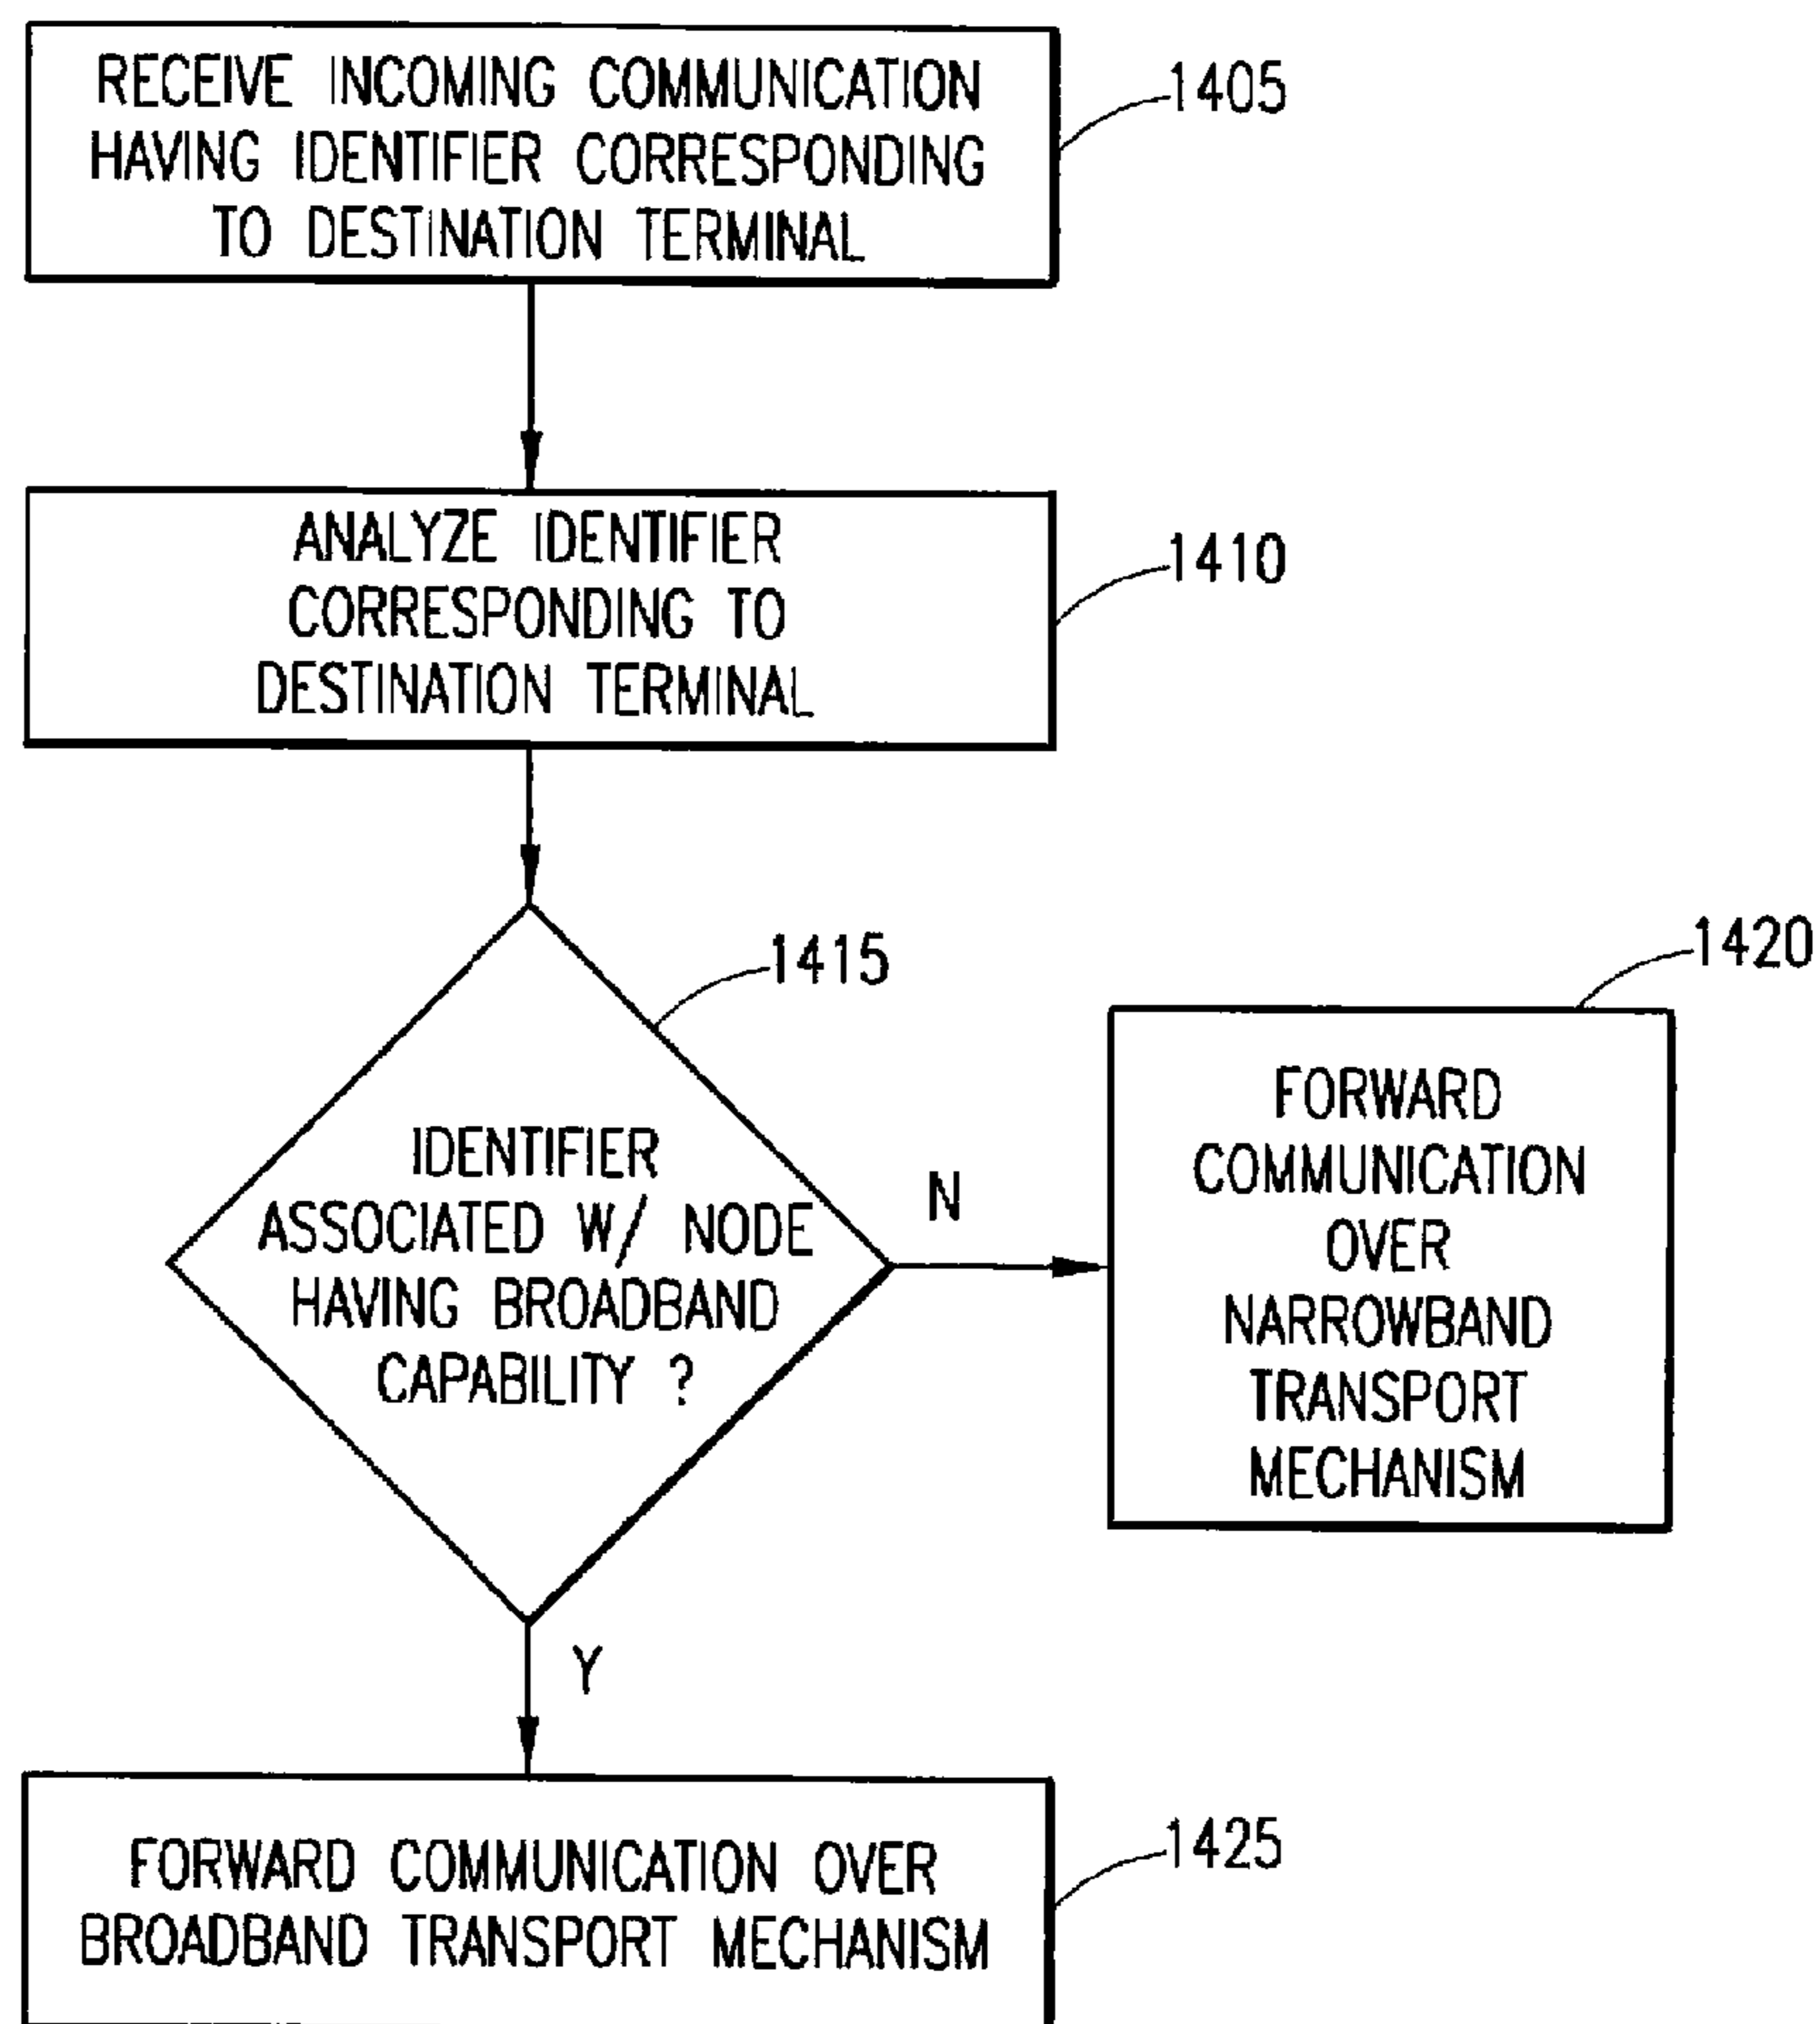 RECEIVE INCOMING COMMUNICATION
HAVING IDENTIFIER CORRESPONDING
TO DESTINATION TERMINAL
1405
ANALYZE IDENTIFIER
CORRESPONDING TO
DESTINATION TERMINAL
1410
1415
IDENTIFIER
ASSOCIATED W/ NODE
HAVING BROADBAND
CAPABILITY ?
N
1420
FORWARD
COMMUNICATION
OVER
NARROWBAND
TRANSPORT
MECHANISM
Y
FORWARD COMMUNICATION OVER
BROADBAND TRANSPORT MECHANISM
1425